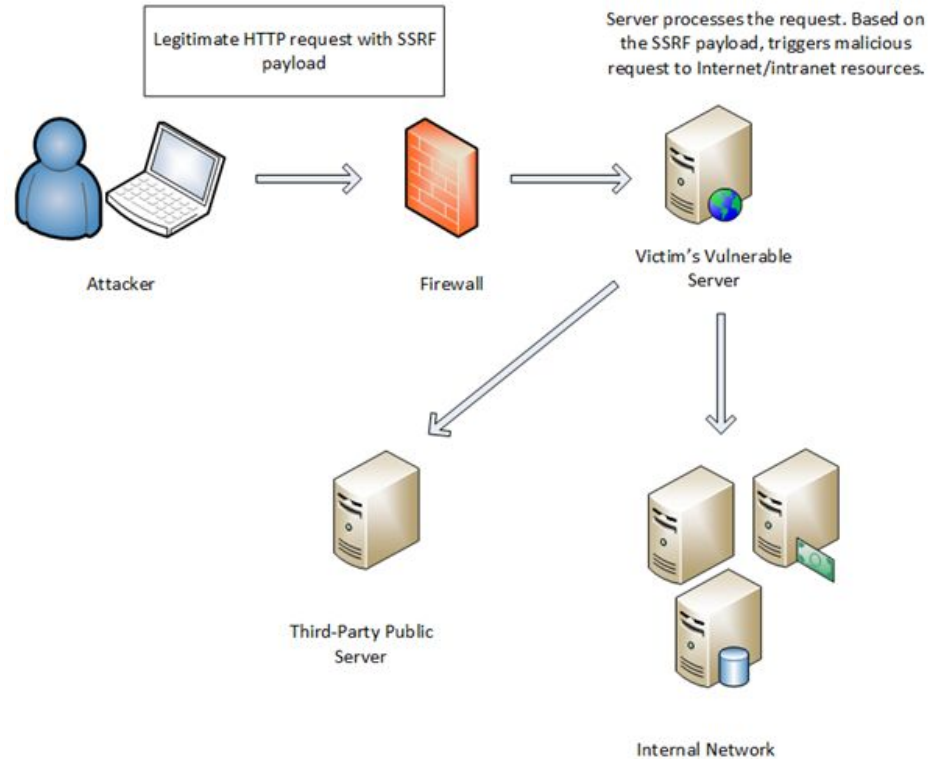 Legitimate HTTP request with SSRF
payload
Server processes the request. Based on
the SSRF payload, triggers malicious
request to Internet/intranet resources.
Attacker
Firewall
Victim's Vulnerable
Server
Third-Party Public
Server
Internal Network